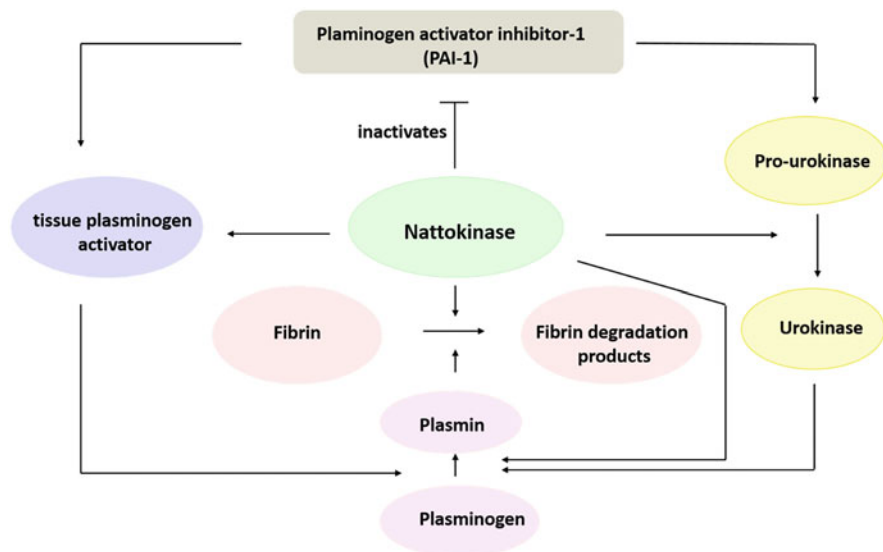 Plaminogen activator inhibitor-1
(PAI-1)
inactivates
Pro-urokinase
tissue plasminogen
activator
Nattokinase
Fibrin
Fibrin degradation
products
Urokinase
Plasmin
Plasminogen